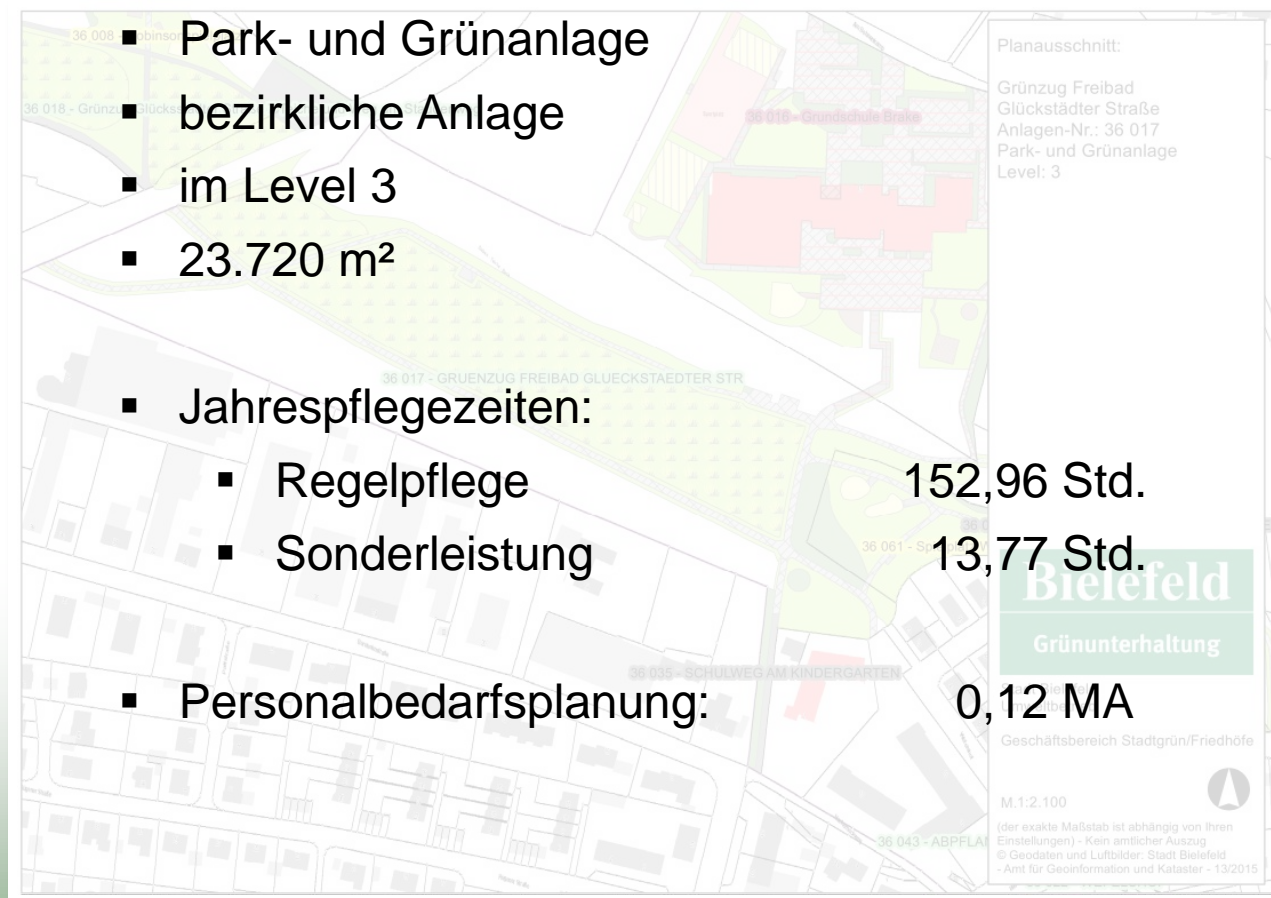 Park- und Grünanlage
bezirkliche Anlage
im Level 3
23.720 m²
Jahrespflegezeiten:
Regelpflege 152,96 Std.
Sonderleistung 13,77 Std.
Personalbedarfsplanung: 0,12 MA
Planausschnitt:
Grünzug Freibad
Glückstädter Straße
Anlagen-Nr.: 36 017
Park- und Grünanlage
Level: 3
36 008
36 018 - Grünzug
36 016 - Grundschule Brake
36 017 - GRUENZUG FREIBAD GLUECKSTAEDTER STR
36 061
36 035 - SCHULWEG AM KINDERGARTEN
36 043 - ABPFLAN
Bielefeld
Grünunterhaltung
Geschäftsbereich Stadtgrün/Friedhöfe
M.1:2.100
(der exakte Maßstab ist abhängig von Ihren
Einstellungen) - Kein amtlicher Auszug
© Geodaten und Luftbilder: Stadt Bielefeld
- Amt für Geoinformation und Kataster - 13/2015